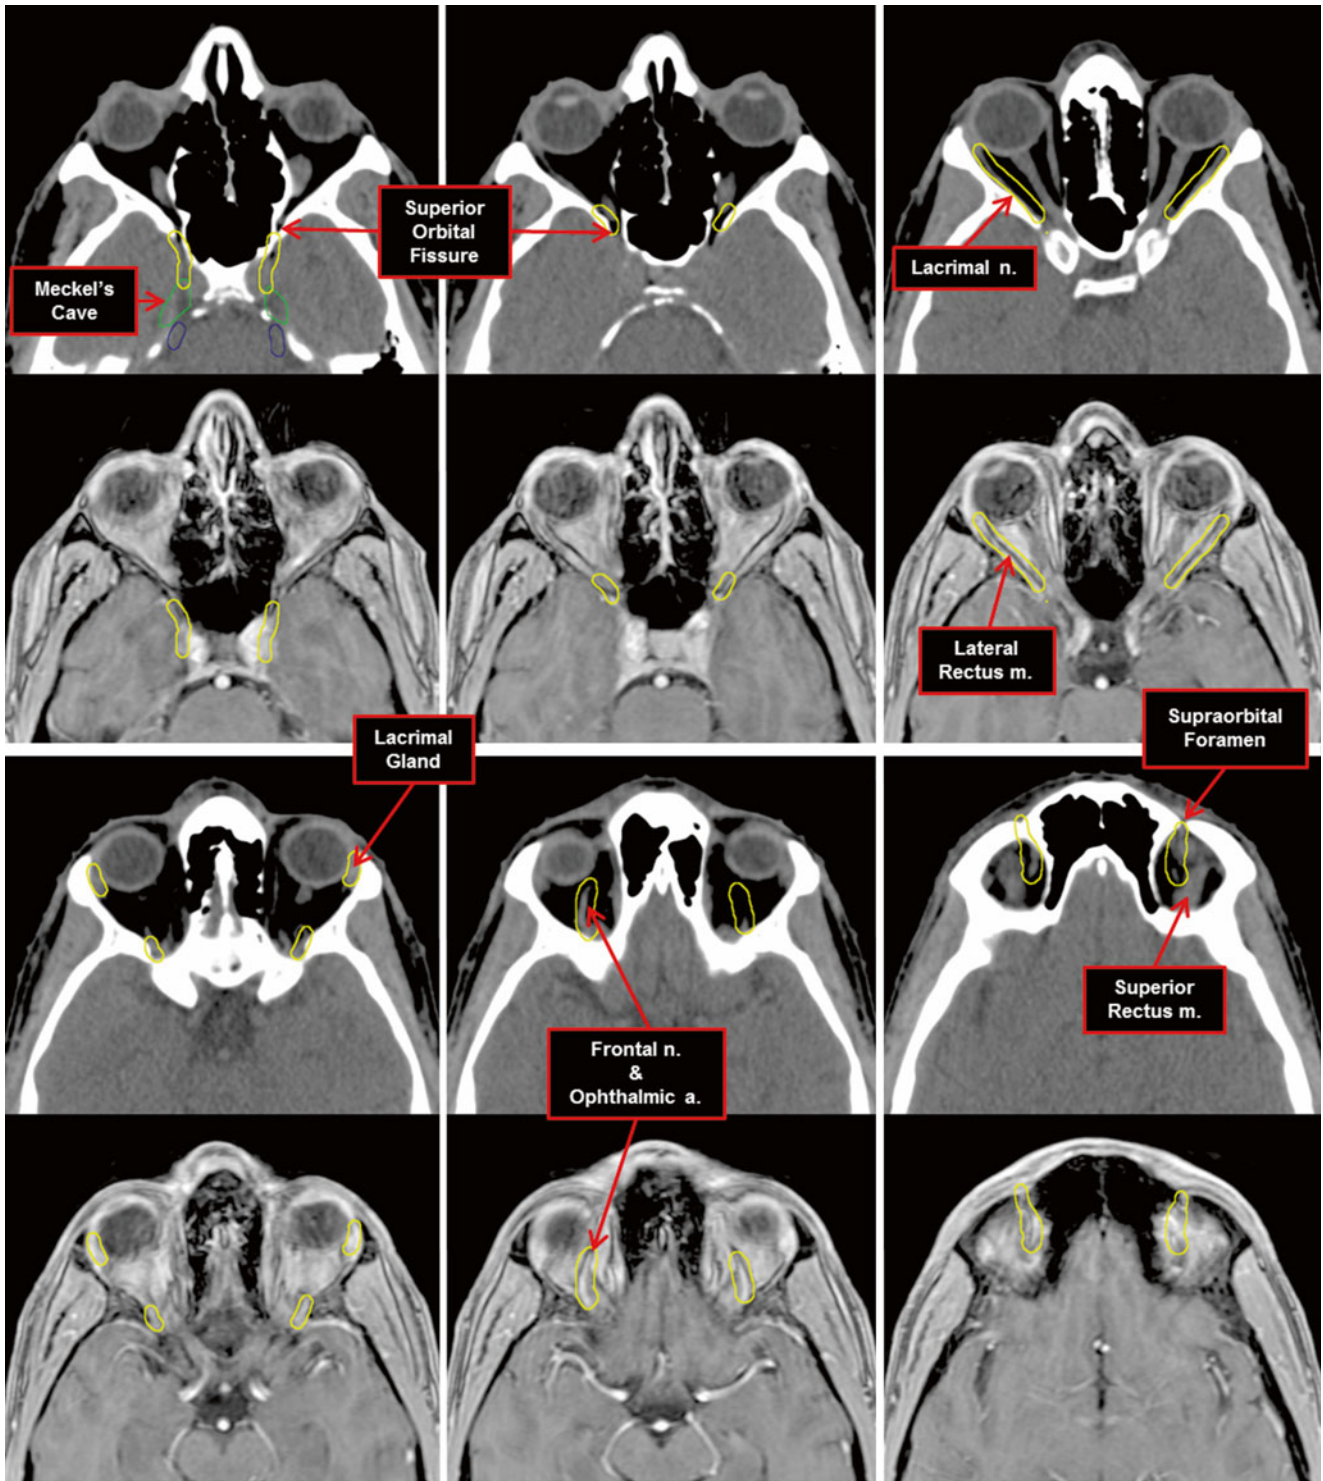 Superior
Orbital
Fissure
Lacrimal n.
Meckel's
Cave
Lateral
Rectus m.
Supraorbital
Foramen
Lacrimal
Gland
Superior
Rectus m.
Frontal n.
&
Ophthalmic a.